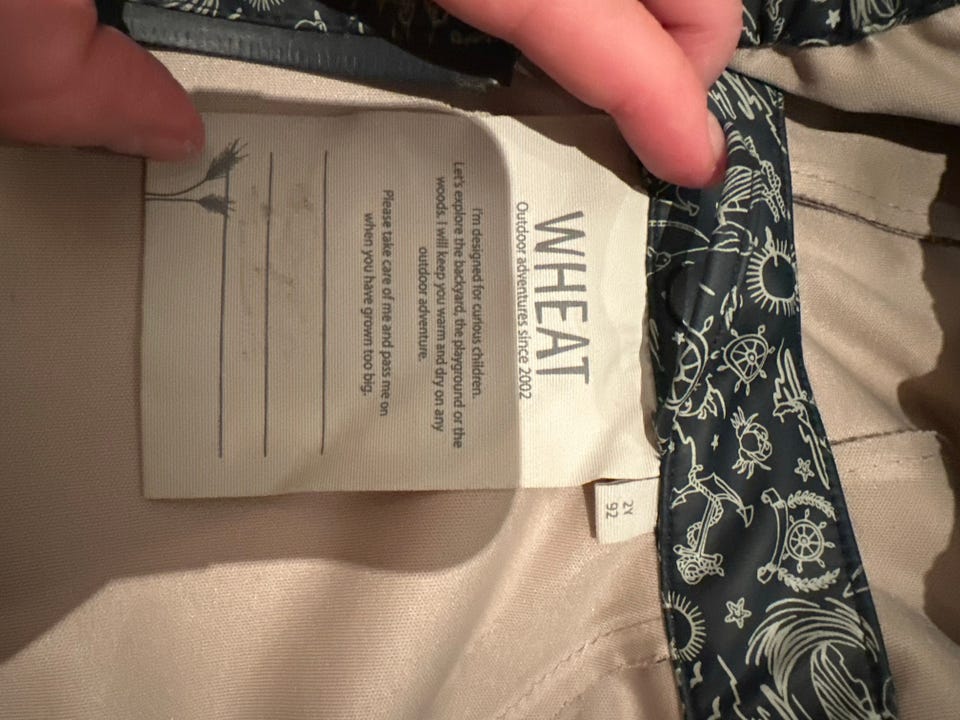 WHEAT
Outdoor adventures since 2002
I'm designed for curious children.
Let's explore the backyard, the playground or the
woods. I will keep you warm and dry on any
outdoor adventure.
Please take care of me and pass me on
when you have grown too big.
2Y
92